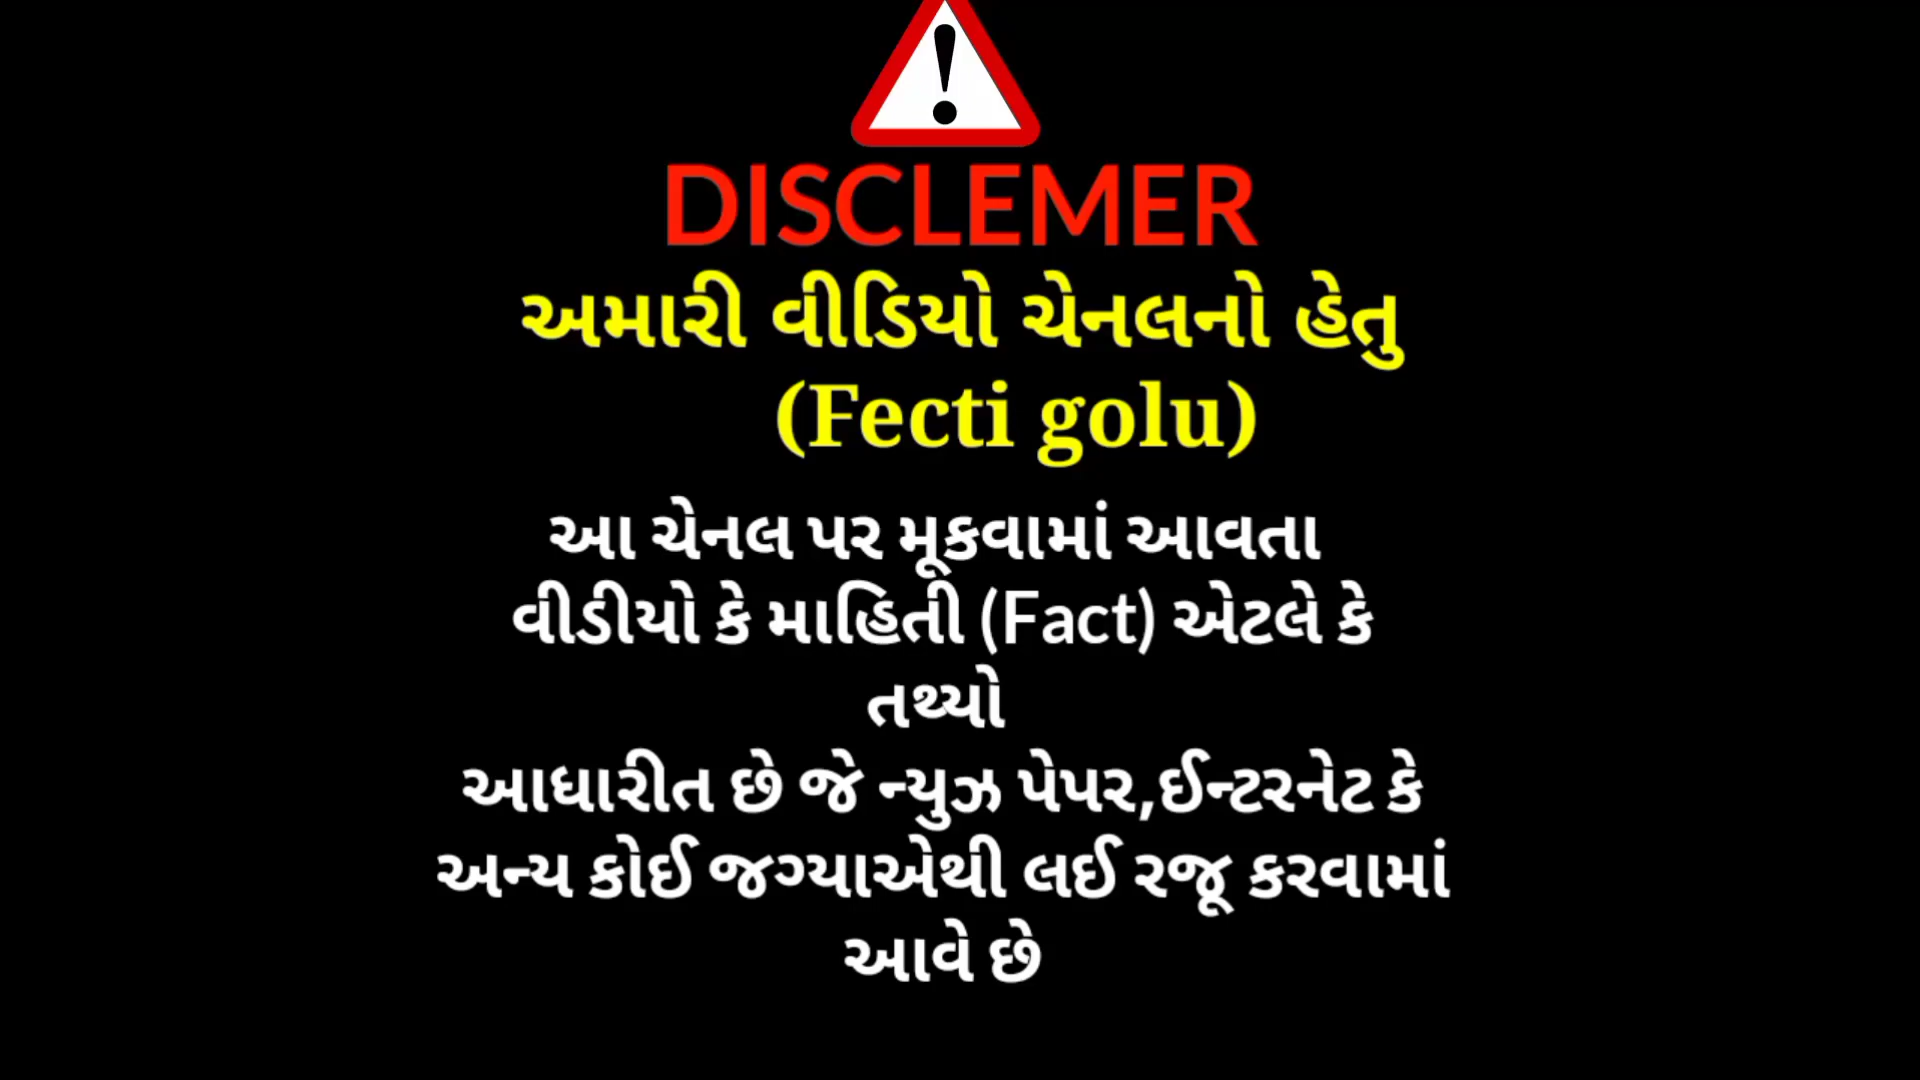 DISCLEMER
અમારી વીડિયો ચેનલનો હેતુ
(Fecti golu)
આ ચેનલ પર મૂકવામાં આવતા
વીડીયો કે માહિતી (Fact) એટલે કે
તથ્યો
આધારીત છે જે ન્યુઝ પેપર,ઈન્ટરનેટ કે
અન્ય કોઈ જગ્યાએથી લઈ રજૂ કરવામાં
આવે છે